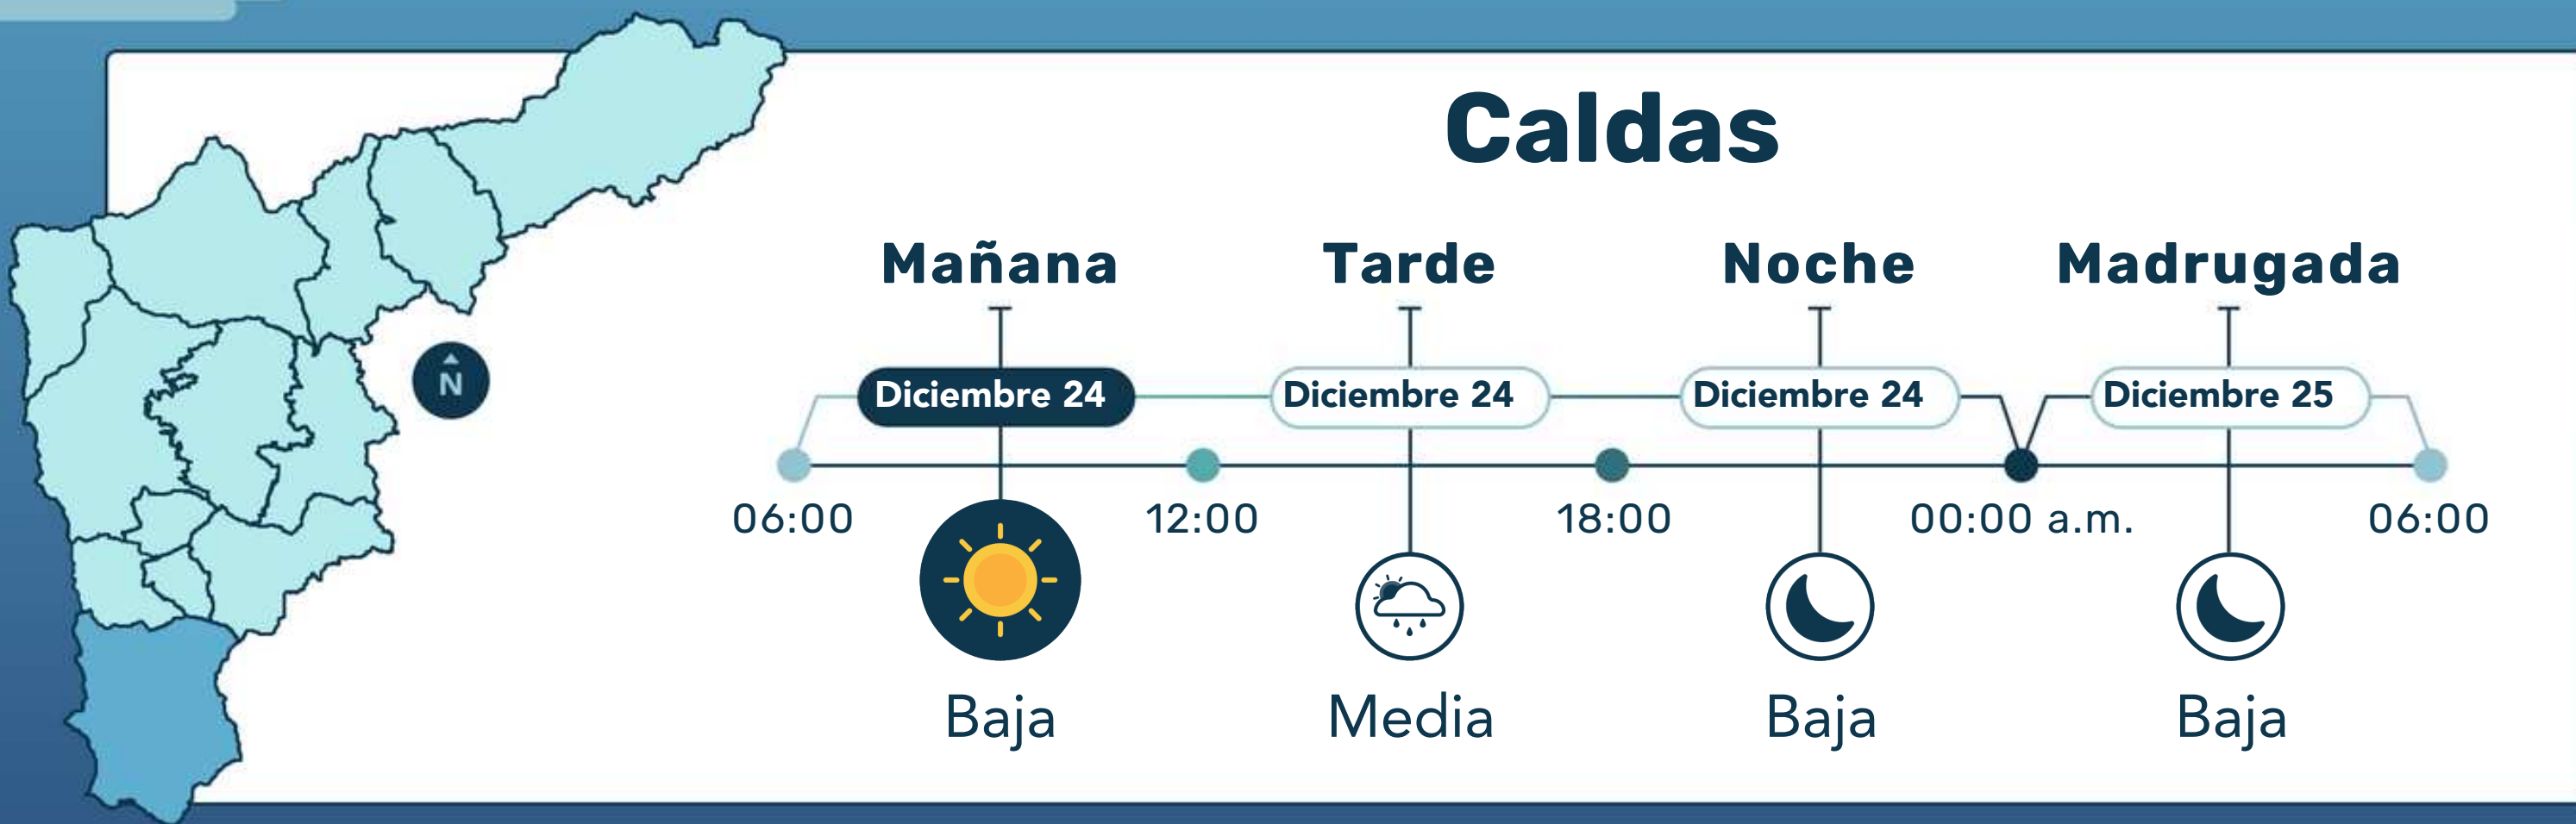 Caldas
Mañana Tarde Noche Madrugada
N
Diciembre 24 Diciembre 24 Diciembre 24 Diciembre 25
06:00 12:00 18:00 00:00 a.m. 06:00
Baja Media Baja Baja